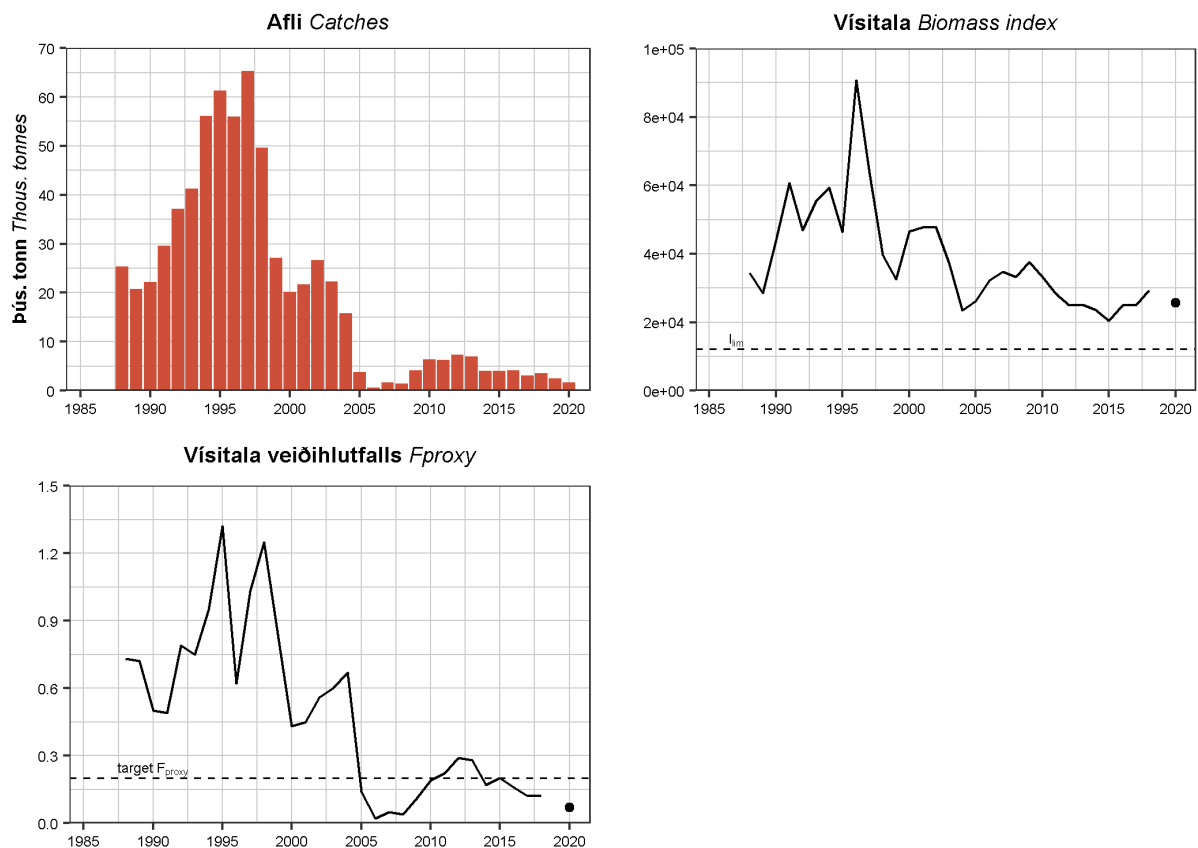 Afli Catches
þús. tonn Thous. tonnes
70
60
50
40
30
20
10
0
1985 1990 1995 2000 2005 2010 2015 2020
Vísitala Biomass index
1e+05
8e+04
6e+04
4e+04
2e+04
0e+00
Ilim
1985 1990 1995 2000 2005 2010 2015 2020
Vísitala veiðihlutfalls Fproxy
1.5
1.2
0.9
0.6
0.3
0.0
target Fproxy
1985 1990 1995 2000 2005 2010 2015 2020